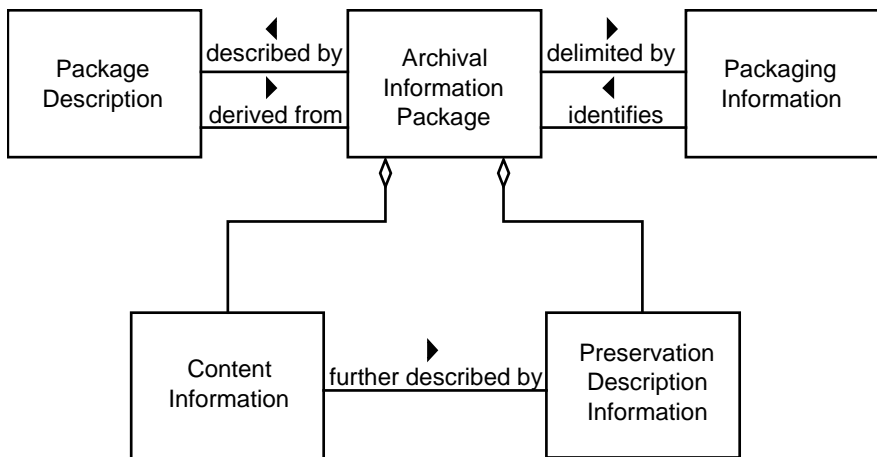 Package
Description
described by
derived from
Archival
Information
Package
delimited by
identifies
Packaging
Information
Content
Information
further described by
Preservation
Description
Information